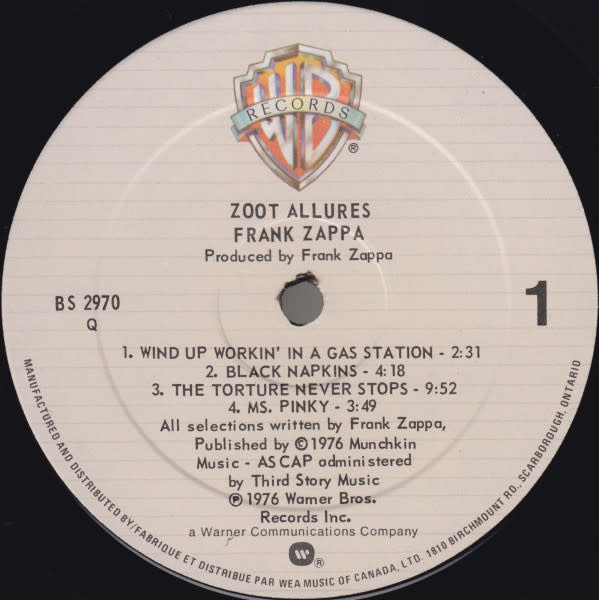 WB
RECORDS
®
ZOOT ALLURES
FRANK ZAPPA
Produced by Frank Zappa
BS 2970
Q
1
1. WIND UP WORKIN' IN A GAS STATION - 2:31
2. BLACK NAPKINS - 4:18
3. THE TORTURE NEVER STOPS - 9:52
4. MS. PINKY - 3:49
All selections written by Frank Zappa,
Published by © 1976 Munchkin
Music - ASCAP administered
by Third Story Music
℗ 1976 Warner Bros.
Records Inc.
a Warner Communications Company
®
MANUFACTURED AND DISTRIBUTED BY/FABRIQUE ET DISTRIBUE PAR WEA MUSIC OF CANADA, LTD. 1810 BIRCHMOUNT RD., SCARBOROUGH, ONTARIO